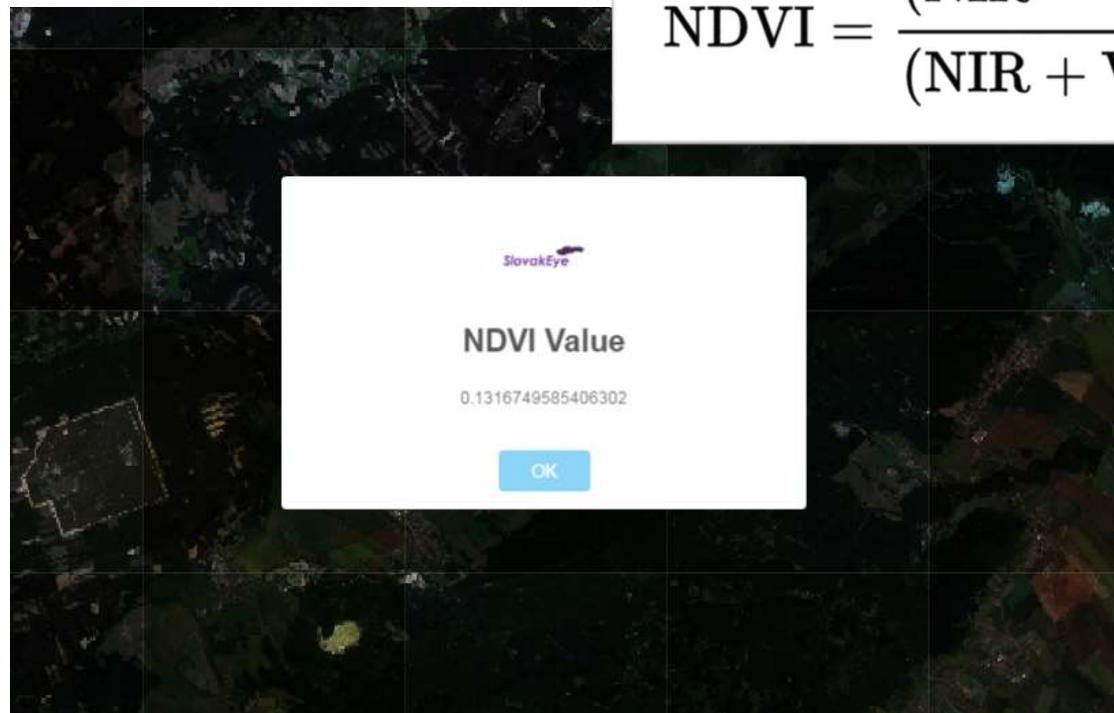 NDVI =
(NIR + 
SlovakEye
NDVI Value
0.1316749585406302
OK